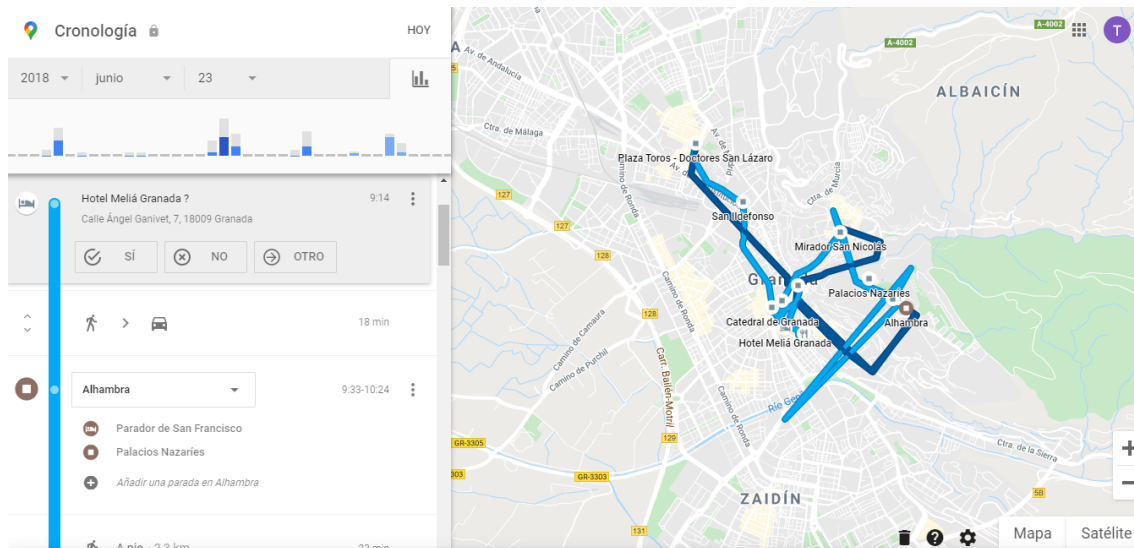 Cronología
HOY
2018
junio
23
Hotel Meliá Granada ?
9:14
Calle Ángel Ganivet, 7, 18009 Granada
SÍ
NO
OTRO
18 min
Alhambra
9:33-10:24
Parador de San Francisco
Palacios Nazaríes
Añadir una parada en Alhambra
A pie - 2,3 km
A
Av. de Andalucía
A-4002
A-4002
T
ALBAICÍN
Ctra. de Málaga
Camino de Ronda
Plaza Toros - Doctores San Lázaro
Ctra. de Murcia
127
San Ildefonso
127
Mirador San Nicolás
128
Camino de Ronda
Granada
Palacios Nazaríes
128
Camino de Camaura
Catedral de Granada
Alhambra
Camino de Purchil
Hotel Meliá Granada
Carr. Bailén-Motril
Camino de Ronda
Río Genil
129
GR-3305
303
GR-3303
Ctra. de la Sierra
ZAIDÍN
5B
131
Mapa
Satélite